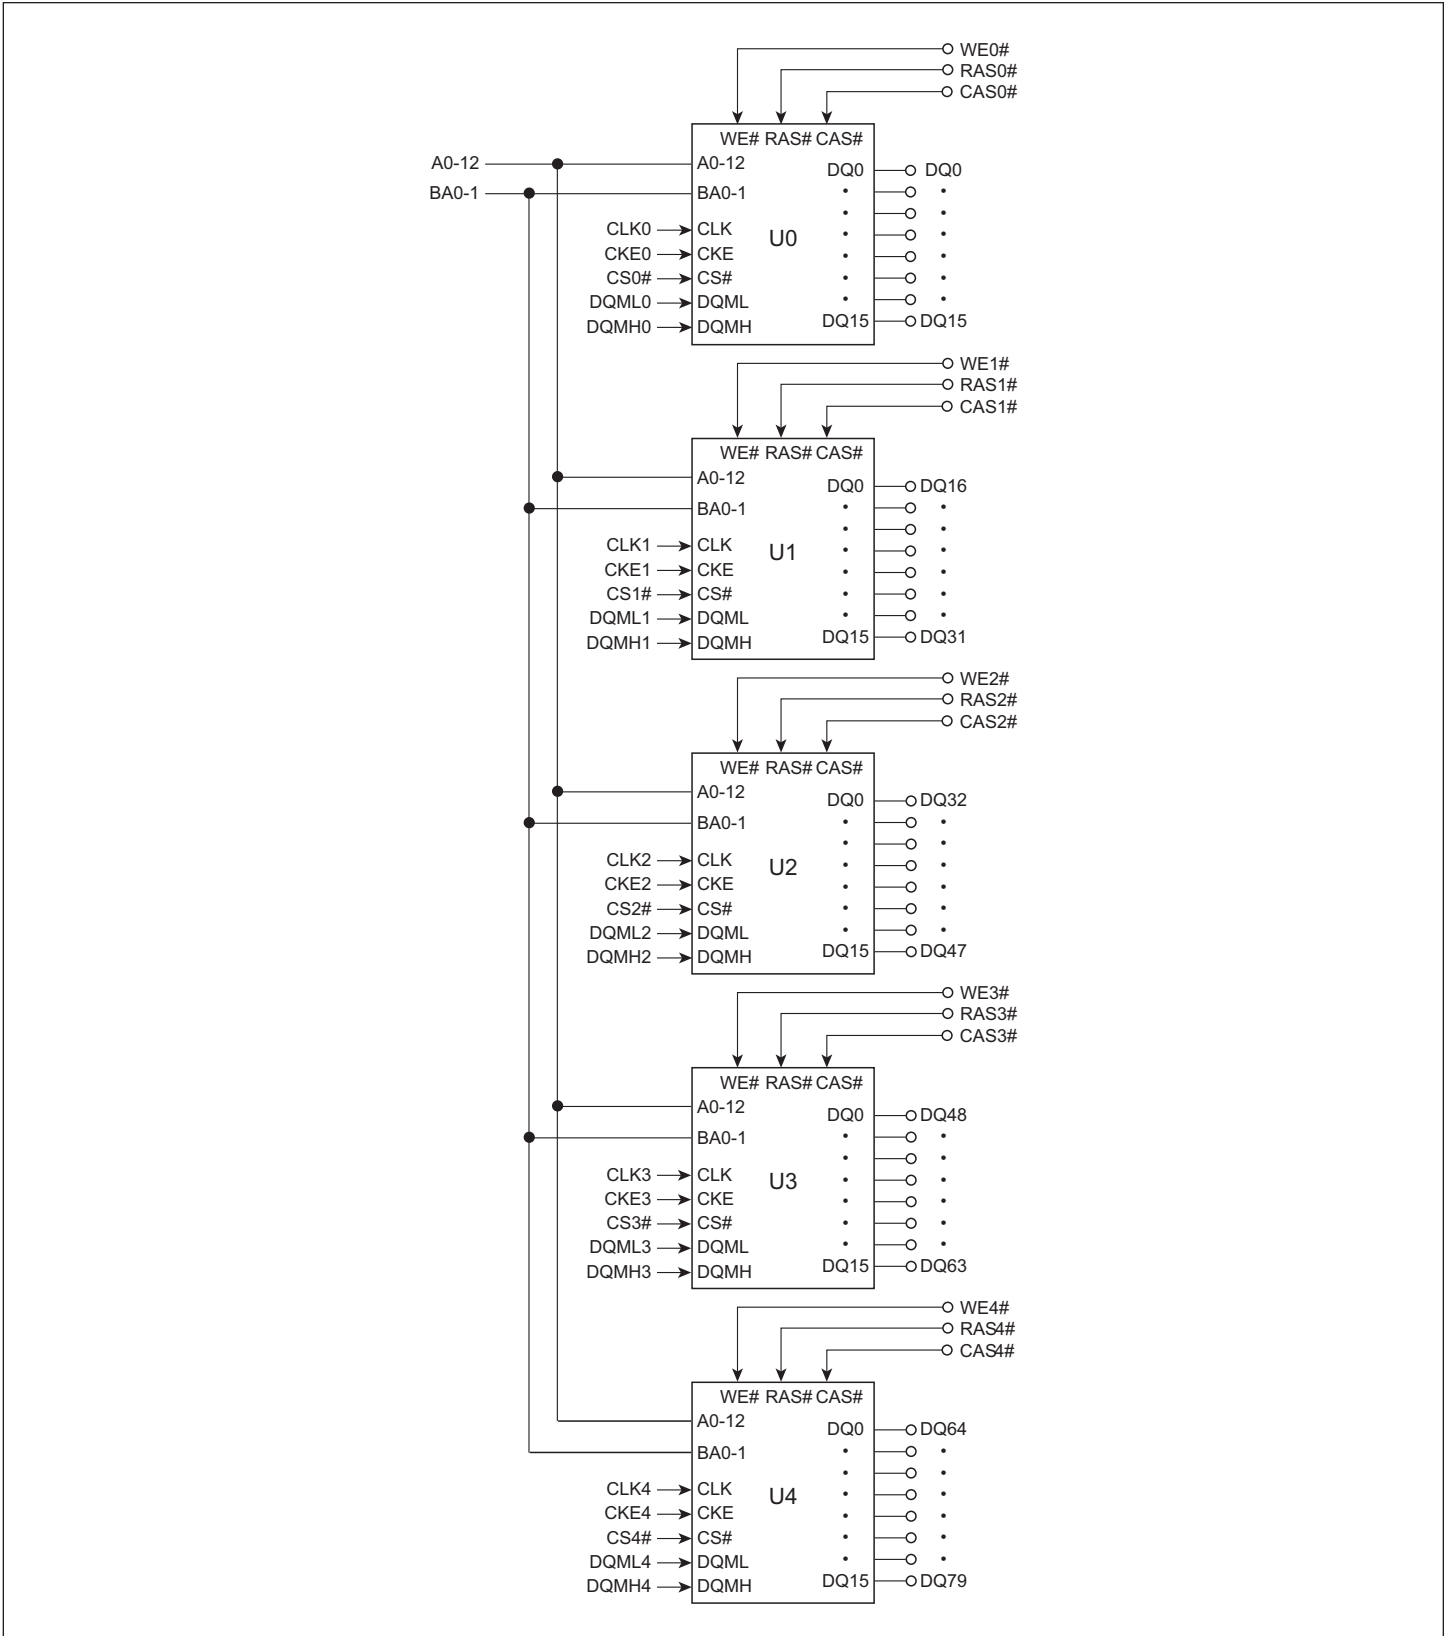 WE0#
RAS0#
CAS0#
WE# RAS# CAS#
A0-12 A0-12 DQ0 DQ0
BA0-1 BA0-1
CLK0 CLK
U0
CKE0 CKE
CS0# CS#
DQML0 DQML
DQMH0 DQMH DQ15 DQ15
WE1#
RAS1#
CAS1#
WE# RAS# CAS#
A0-12 DQ0 DQ16
BA0-1
CLK1 CLK
U1
CKE1 CKE
CS1# CS#
DQML1 DQML
DQMH1 DQMH DQ15 DQ31
WE2#
RAS2#
CAS2#
WE# RAS# CAS#
A0-12 DQ0 DQ32
BA0-1
CLK2 CLK
U2
CKE2 CKE
CS2# CS#
DQML2 DQML
DQMH2 DQMH DQ15 DQ47
WE3#
RAS3#
CAS3#
WE# RAS# CAS#
A0-12 DQ0 DQ48
BA0-1
CLK3 CLK
U3
CKE3 CKE
CS3# CS#
DQML3 DQML
DQMH3 DQMH DQ15 DQ63
WE4#
RAS4#
CAS4#
WE# RAS# CAS#
A0-12 DQ0 DQ64
BA0-1
CLK4 CLK
U4
CKE4 CKE
CS4# CS#
DQML4 DQML
DQMH4 DQMH DQ15 DQ79